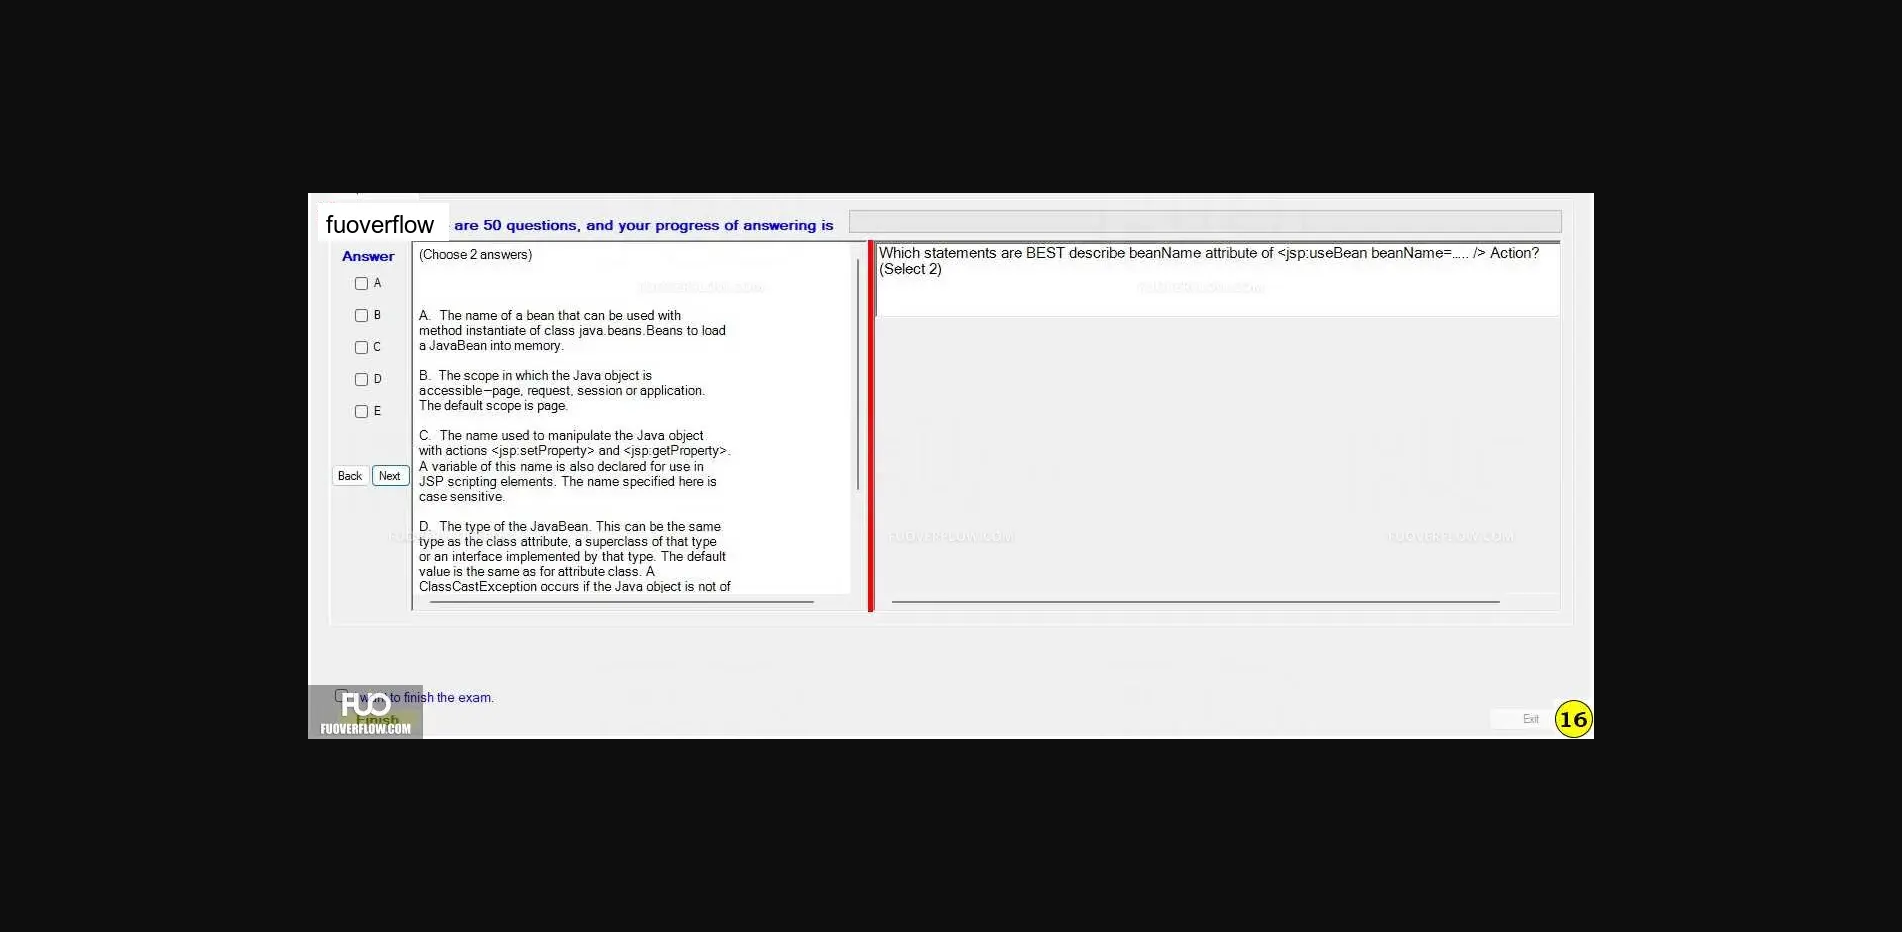 fuoverflow are 50 questions, and your progress of answering is
Answer
A
B
C
D
E
Back Next
(Choose 2 answers)
A. The name of a bean that can be used with
method instantiate of class java.beans.Beans to load
a JavaBean into memory.
B. The scope in which the Java object is
accessible—page, request, session or application.
The default scope is page.
C. The name used to manipulate the Java object
with actions <jsp:setProperty> and <jsp:getProperty>.
A variable of this name is also declared for use in
JSP scripting elements. The name specified here is
case sensitive.
D. The type of the JavaBean. This can be the same
type as the class attribute, a superclass of that type
or an interface implemented by that type. The default
value is the same as for attribute class. A
ClassCastException occurs if the Java object is not of
Which statements are BEST describe beanName attribute of <jsp:useBean beanName=..... /> Action?
(Select 2)
FUOVERFLOW.COM
FUOVERFLOW.COM
FUOVERFLOW.COM
FUOVERFLOW.COM
want to finish the exam.
Finish
FUO
FUOVERFLOW.COM
Exit
16